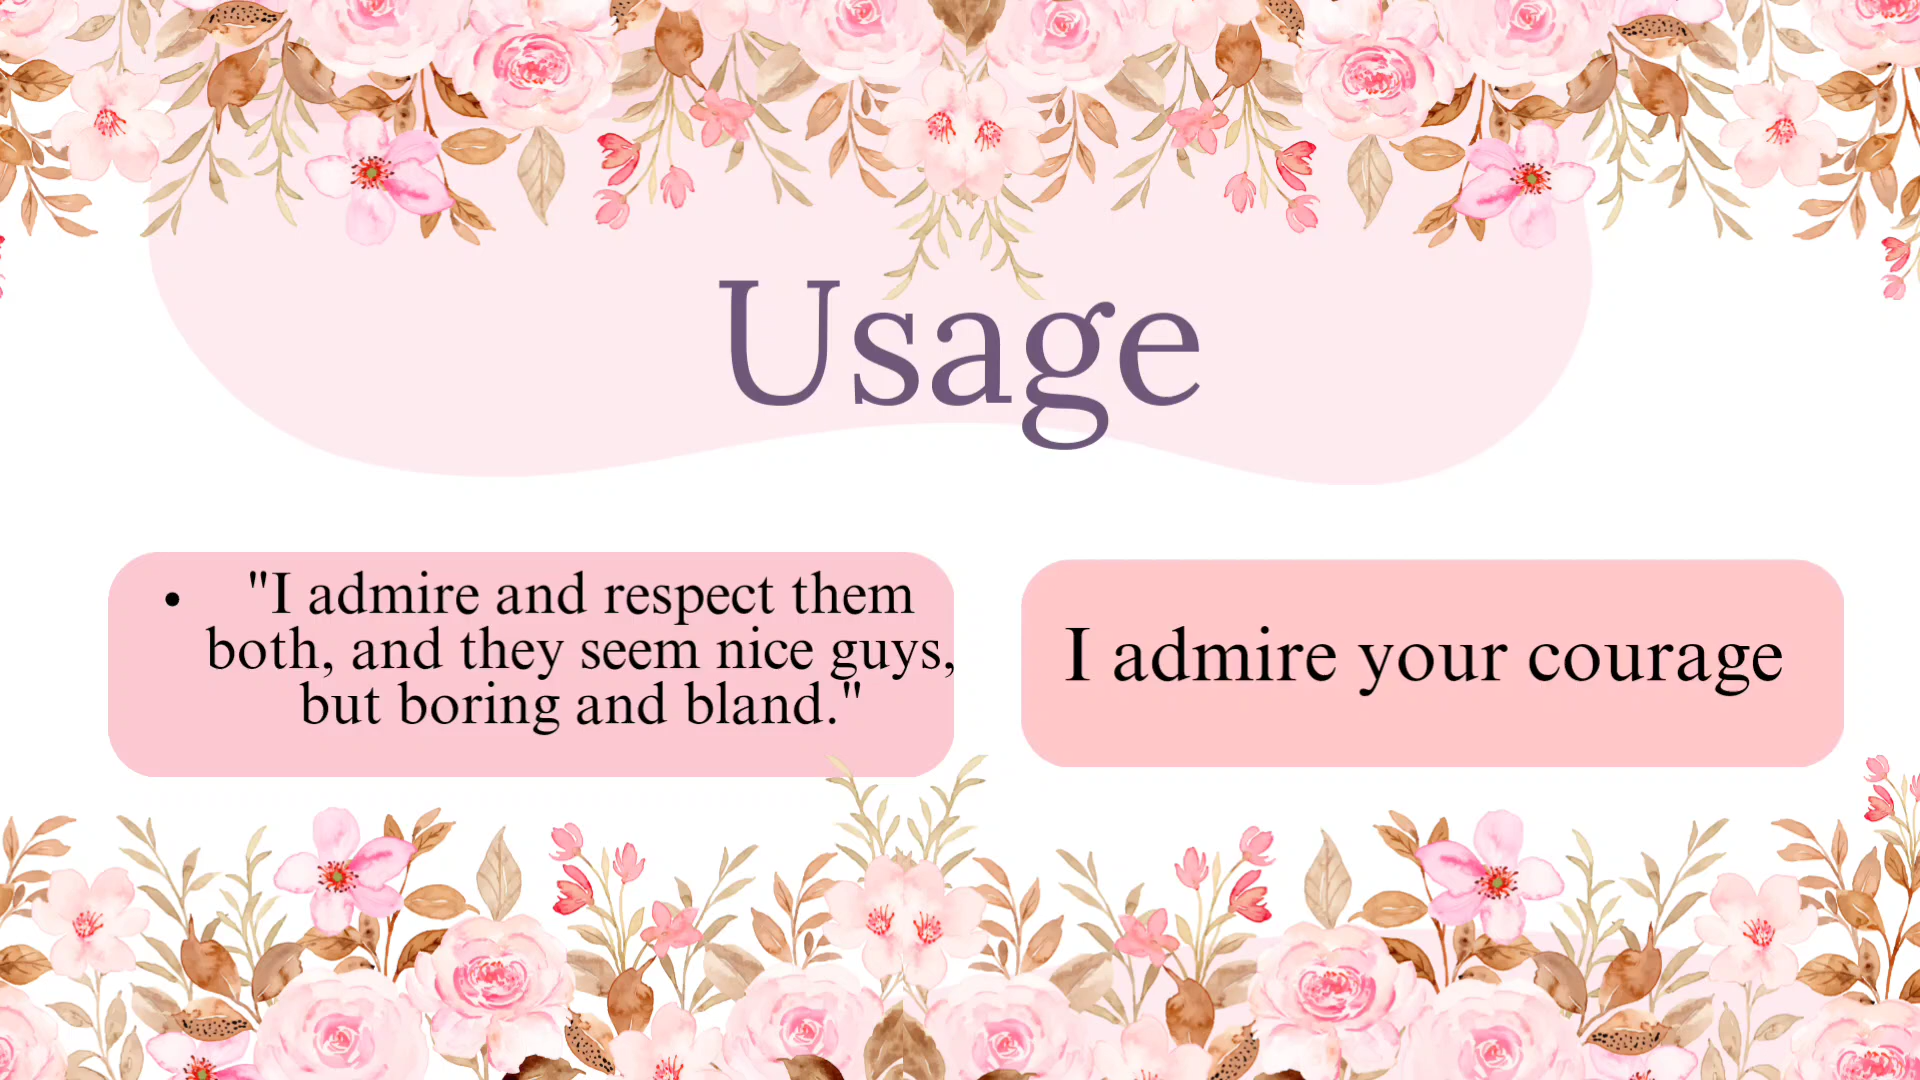 Usage
• "I admire and respect them
both, and they seem nice guys,
but boring and bland."
I admire your courage